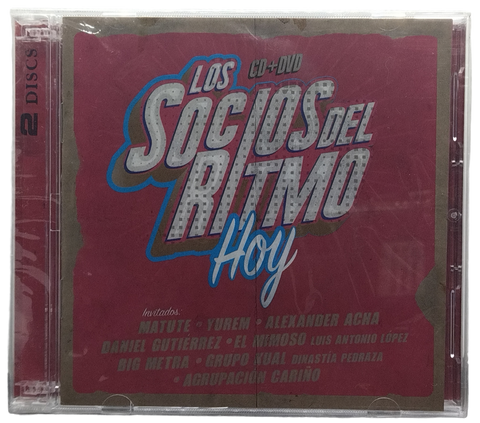 2 DISCS
LOS CD+DVD
SOCIOS DEL
RITMO
Hoy
Invitados:
MATUTE • YUREM • ALEXANDER ACHA
DANIEL GUTIERREZ • EL MIMOSO LUIS ANTONIO LÓPEZ
BIG METRA • GRUPO KUAL DINASTÍA PEDRAZA
• AGRUPACIÓN CARIÑO